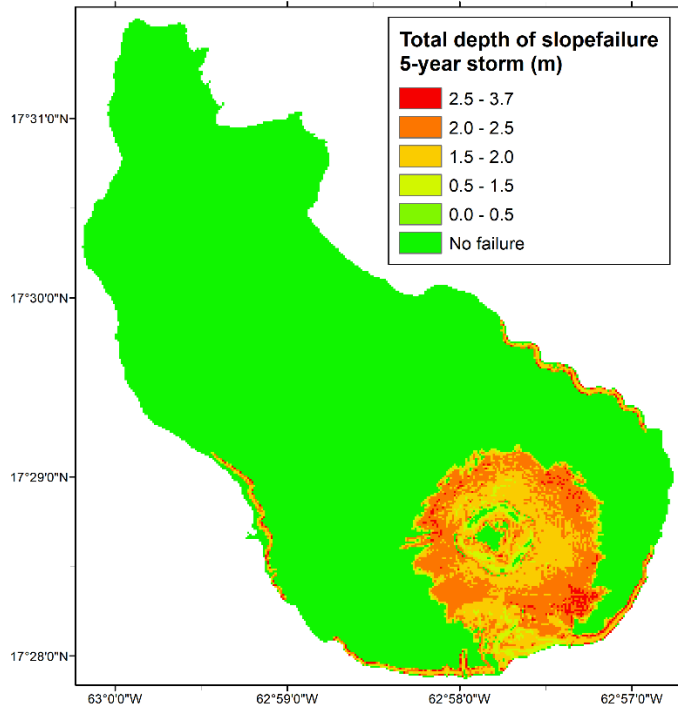 Total depth of slopefailure
5-year storm (m)
2.5 - 3.7
2.0 - 2.5
1.5 - 2.0
0.5 - 1.5
0.0 - 0.5
No failure
17°31'0"N
17°30'0"N
17°29'0"N
17°28'0"N
63°0'0"W
62°59'0"W
62°58'0"W
62°57'0"W